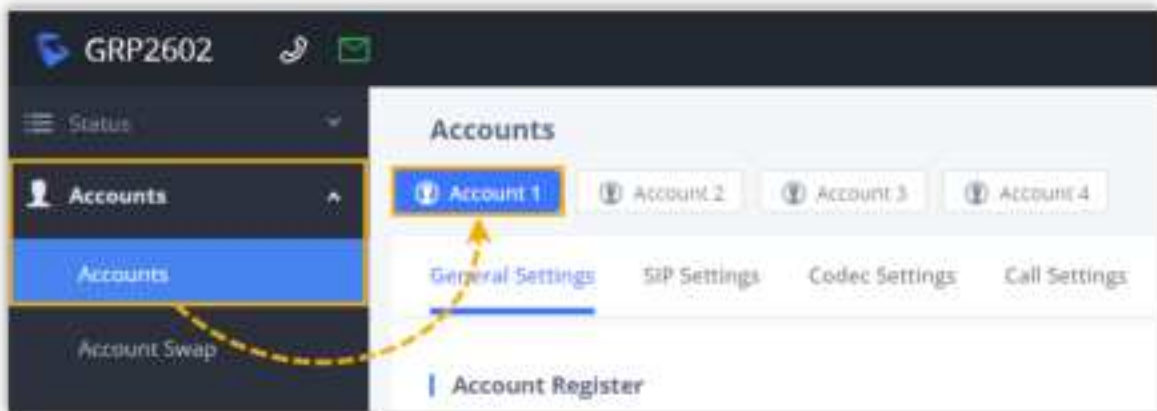 GRP2602
Status
Accounts
Accounts
Account Swap
Accounts
Account 1 Account 2 Account 3 Account 4
General Settings SIP Settings Codec Settings Call Settings
Account Register